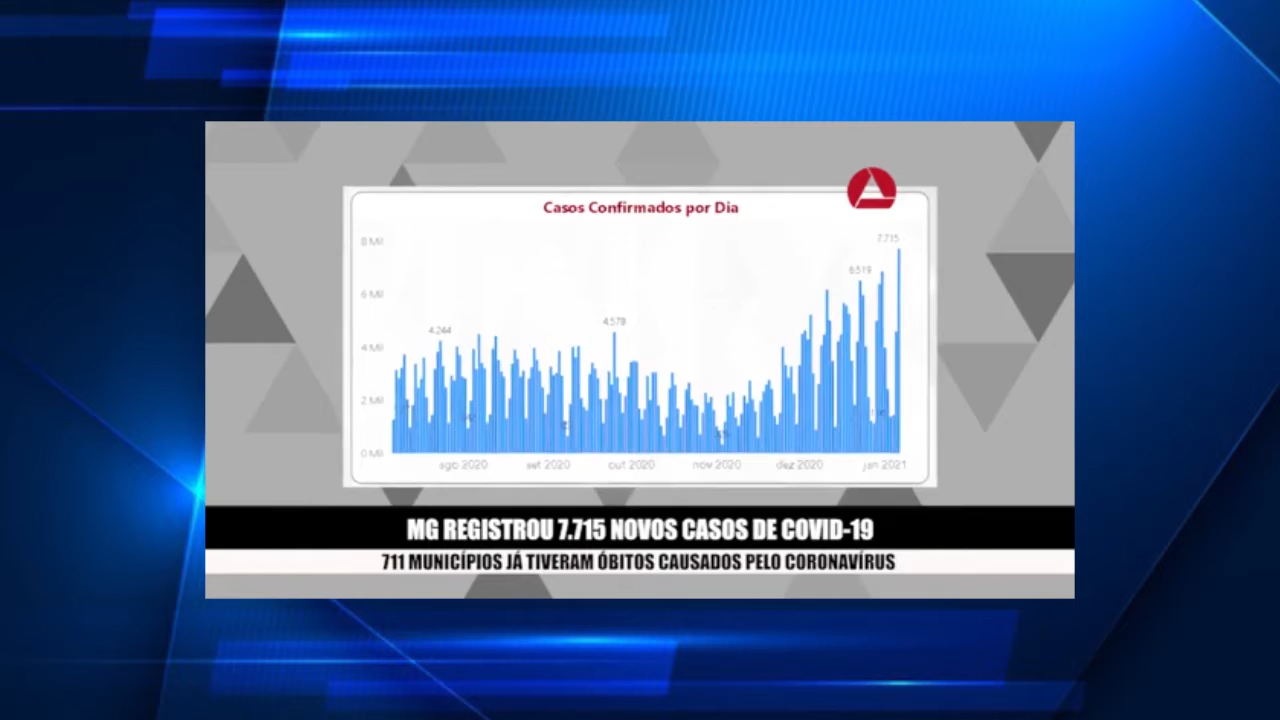 Casos Confirmados por Dia
7.715
8 Mil
6.519
6 Mil
4.578
4.244
4 Mil
2 Mil
0 Mil
ago 2020 set 2020 out 2020 nov 2020 dez 2020 jan 2021
MG REGISTROU 7.715 NOVOS CASOS DE COVID-19
711 MUNICÍPIOS JÁ TIVERAM ÓBITOS CAUSADOS PELO CORONAVÍRUS